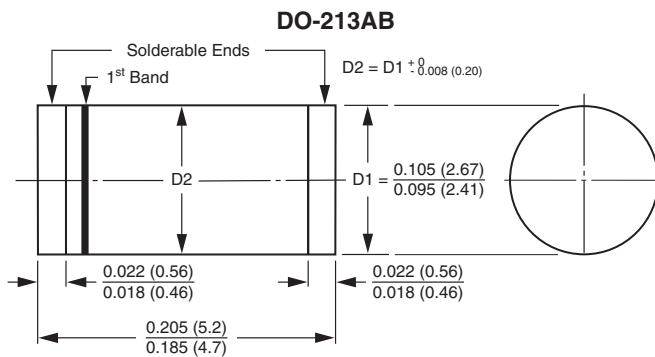 DO-213AB
Solderable Ends
D2 = D1 + 0 - 0.008 (0.20)
1st Band
D2
D1 = 0.105 (2.67)
0.095 (2.41)
0.022 (0.56)
0.018 (0.46)
0.022 (0.56)
0.018 (0.46)
0.205 (5.2)
0.185 (4.7)